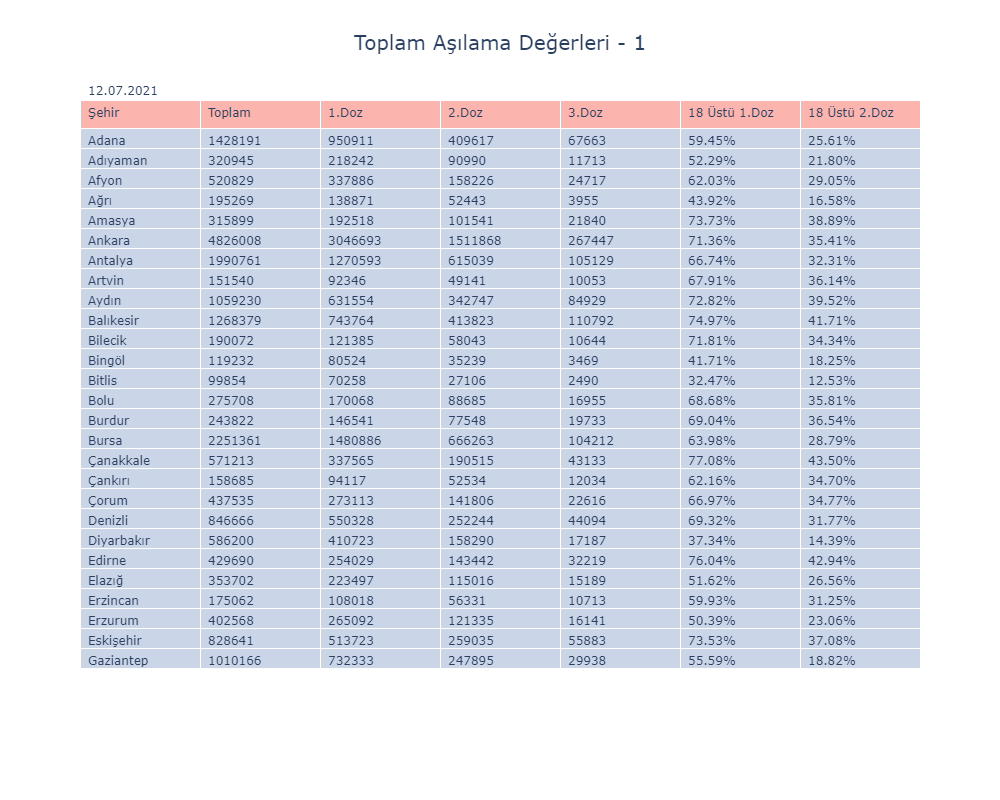 Toplam Aşılama Değerleri - 1
12.07.2021
Şehir Toplam 1.Doz 2.Doz 3.Doz 18 Üstü 1.Doz 18 Üstü 2.Doz
Adana 1428191 950911 409617 67663 59.45% 25.61%
Adıyaman 320945 218242 90990 11713 52.29% 21.80%
Afyon 520829 337886 158226 24717 62.03% 29.05%
Ağrı 195269 138871 52443 3955 43.92% 16.58%
Amasya 315899 192518 101541 21840 73.73% 38.89%
Ankara 4826008 3046693 1511868 267447 71.36% 35.41%
Antalya 1990761 1270593 615039 105129 66.74% 32.31%
Artvin 151540 92346 49141 10053 67.91% 36.14%
Aydın 1059230 631554 342747 84929 72.82% 39.52%
Balıkesir 1268379 743764 413823 110792 74.97% 41.71%
Bilecik 190072 121385 58043 10644 71.81% 34.34%
Bingöl 119232 80524 35239 3469 41.71% 18.25%
Bitlis 99854 70258 27106 2490 32.47% 12.53%
Bolu 275708 170068 88685 16955 68.68% 35.81%
Burdur 243822 146541 77548 19733 69.04% 36.54%
Bursa 2251361 1480886 666263 104212 63.98% 28.79%
Çanakkale 571213 337565 190515 43133 77.08% 43.50%
Çankırı 158685 94117 52534 12034 62.16% 34.70%
Çorum 437535 273113 141806 22616 66.97% 34.77%
Denizli 846666 550328 252244 44094 69.32% 31.77%
Diyarbakır 586200 410723 158290 17187 37.34% 14.39%
Edirne 429690 254029 143442 32219 76.04% 42.94%
Elazığ 353702 223497 115016 15189 51.62% 26.56%
Erzincan 175062 108018 56331 10713 59.93% 31.25%
Erzurum 402568 265092 121335 16141 50.39% 23.06%
Eskişehir 828641 513723 259035 55883 73.53% 37.08%
Gaziantep 1010166 732333 247895 29938 55.59% 18.82%